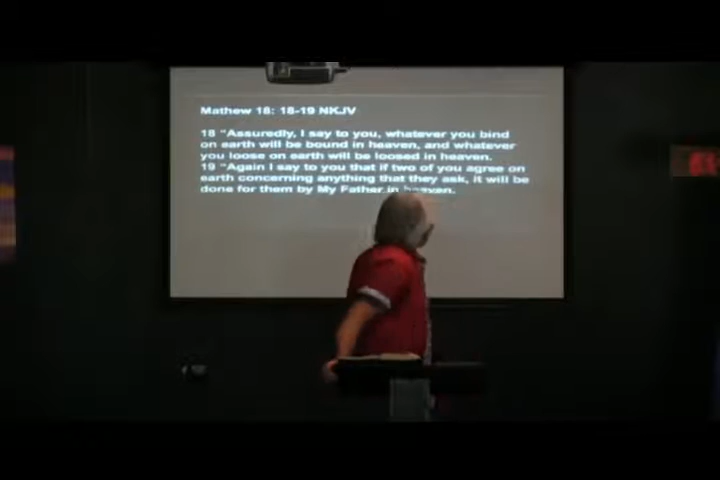 Mathew 18: 18-19 NKJV
18 "Assuredly, I say to you, whatever you bind
on earth will be bound in heaven, and whatever
you loose on earth will be loosed in heaven.
19 "Again I say to you that if two of you agree on
earth concerning anything that they ask, it will be
done for them by My Father in heaven.